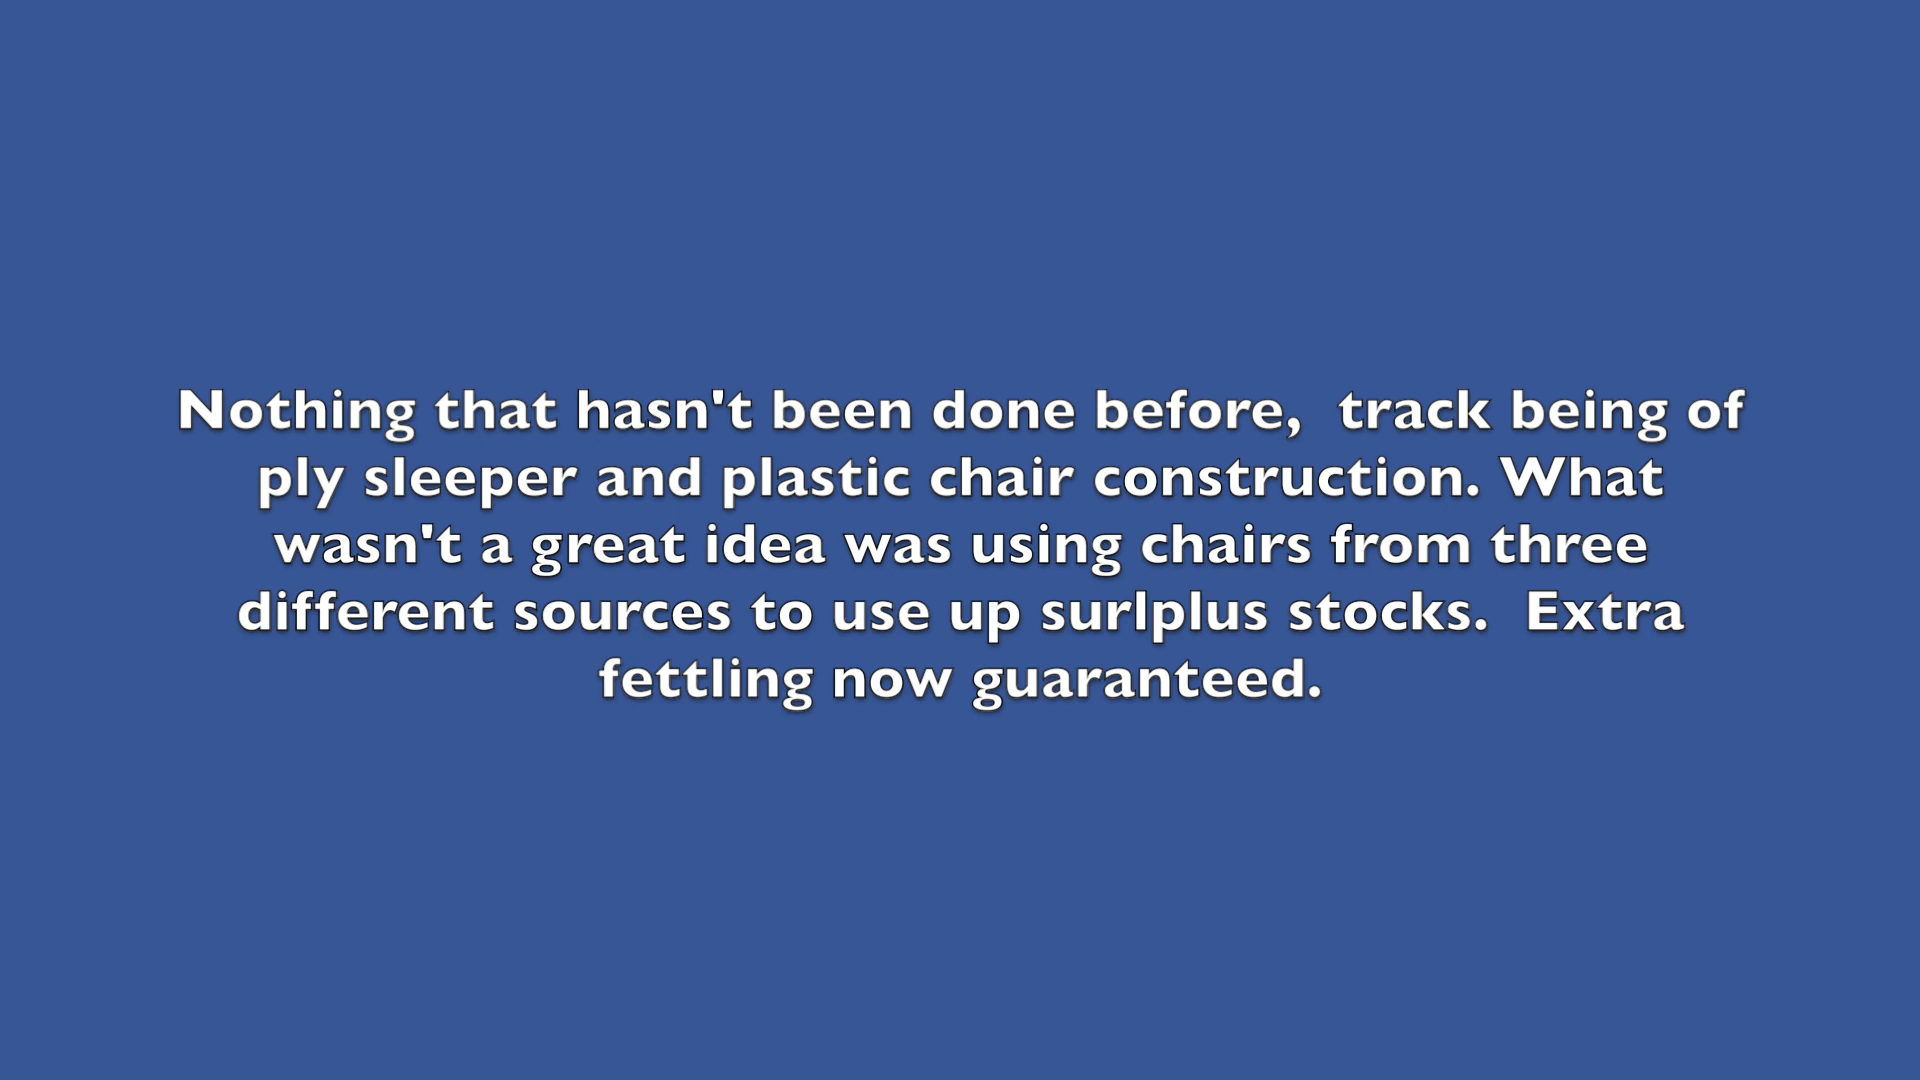 Nothing that hasn't been done before,  track being of
ply sleeper and plastic chair construction. What
wasn't a great idea was using chairs from three
different sources to use up surlplus stocks.  Extra
fettling now guaranteed.